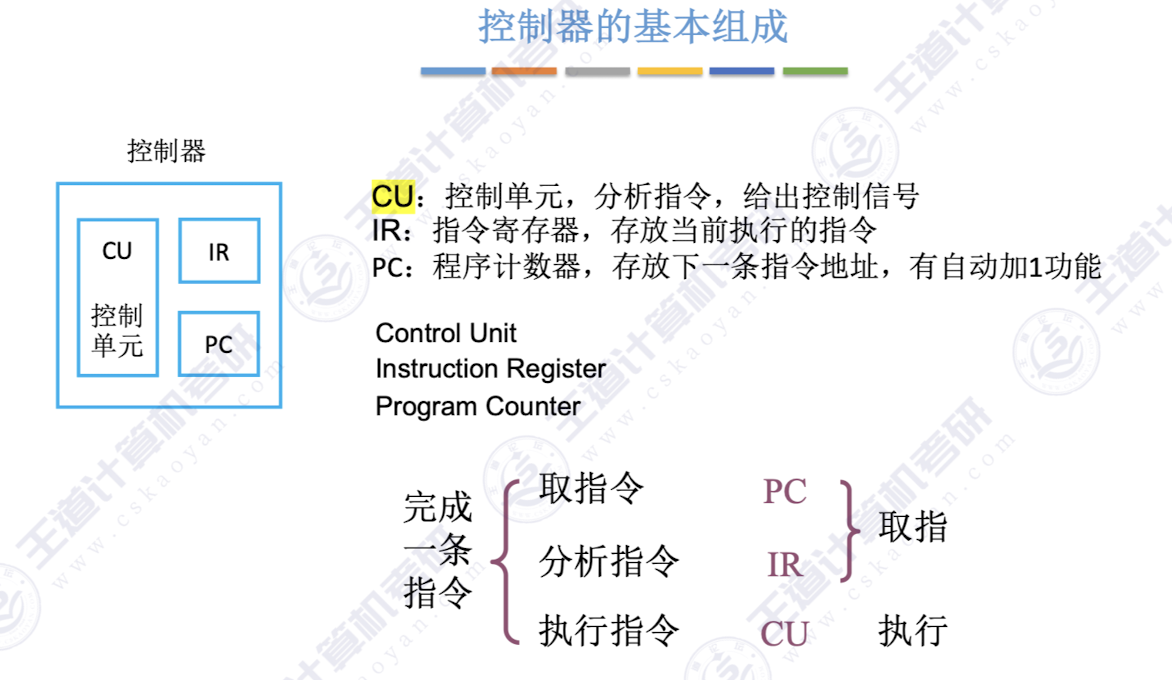 控制器的基本组成
控制器
CU
控制
单元
IR
PC
CU：控制单元，分析指令，给出控制信号
IR：指令寄存器，存放当前执行的指令
PC：程序计数器，存放下一条指令地址，有自动加1功能
Control Unit
Instruction Register
Program Counter
完成
一条
指令
取指令 PC
分析指令 IR
取指
执行指令 CU 执行
王道计算机考研
www.cskaoyan.com